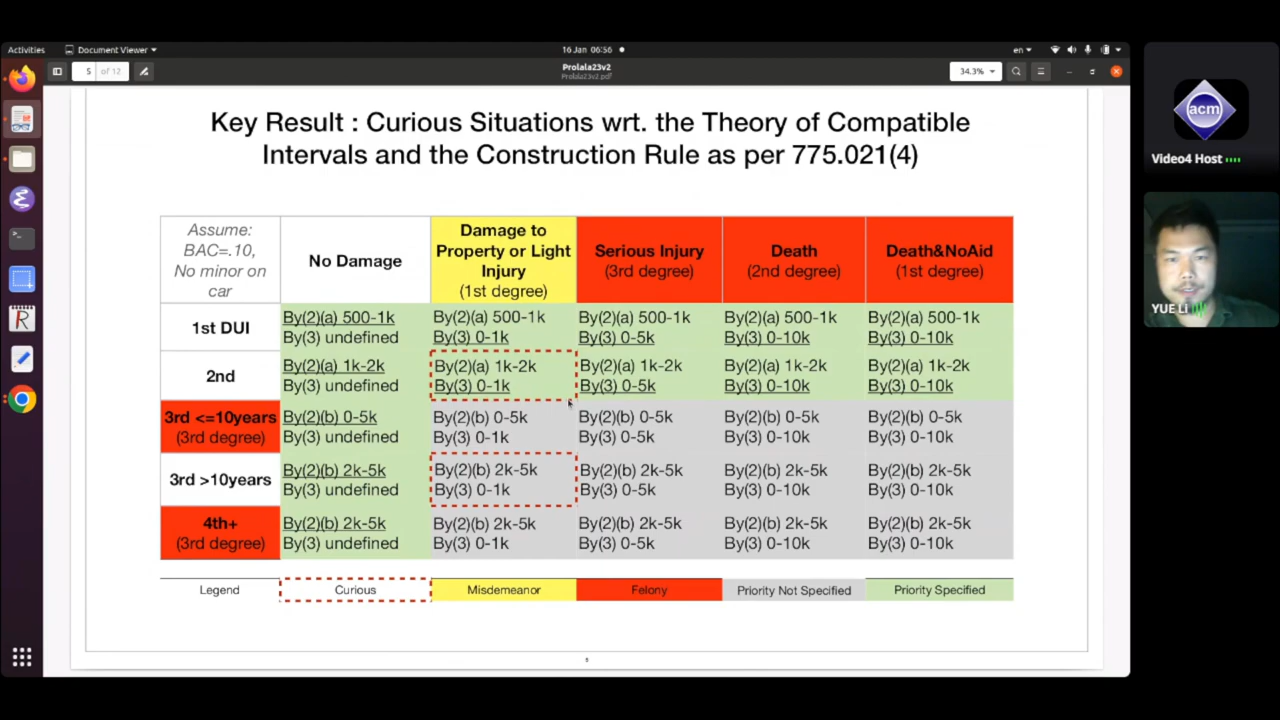 Activities
Document Viewer
16 Jan 06:56
en
5
of 12
Prolala23v2
Prolala23v2.pdf
34.3%
Key Result : Curious Situations wrt. the Theory of Compatible
Intervals and the Construction Rule as per 775.021(4)
Assume:
BAC=.10,
No minor on
car
No Damage
Damage to
Property or Light
Injury
(1st degree)
Serious Injury
(3rd degree)
Death
(2nd degree)
Death&NoAid
(1st degree)
1st DUI
By(2)(a) 500-1k
By(3) undefined
By(2)(a) 500-1k
By(3) 0-1k
By(2)(a) 500-1k
By(3) 0-5k
By(2)(a) 500-1k
By(3) 0-10k
By(2)(a) 500-1k
By(3) 0-10k
2nd
By(2)(a) 1k-2k
By(3) undefined
By(2)(a) 1k-2k
By(3) 0-1k
By(2)(a) 1k-2k
By(3) 0-5k
By(2)(a) 1k-2k
By(3) 0-10k
By(2)(a) 1k-2k
By(3) 0-10k
3rd <=10years
(3rd degree)
By(2)(b) 0-5k
By(3) undefined
By(2)(b) 0-5k
By(3) 0-1k
By(2)(b) 0-5k
By(3) 0-5k
By(2)(b) 0-5k
By(3) 0-10k
By(2)(b) 0-5k
By(3) 0-10k
3rd >10years
By(2)(b) 2k-5k
By(3) undefined
By(2)(b) 2k-5k
By(3) 0-1k
By(2)(b) 2k-5k
By(3) 0-5k
By(2)(b) 2k-5k
By(3) 0-10k
By(2)(b) 2k-5k
By(3) 0-10k
4th+
(3rd degree)
By(2)(b) 2k-5k
By(3) undefined
By(2)(b) 2k-5k
By(3) 0-1k
By(2)(b) 2k-5k
By(3) 0-5k
By(2)(b) 2k-5k
By(3) 0-10k
By(2)(b) 2k-5k
By(3) 0-10k
Legend
Curious
Misdemeanor
Felony
Priority Not Specified
Priority Specified
5
acm
Video4 Host
YUE LI